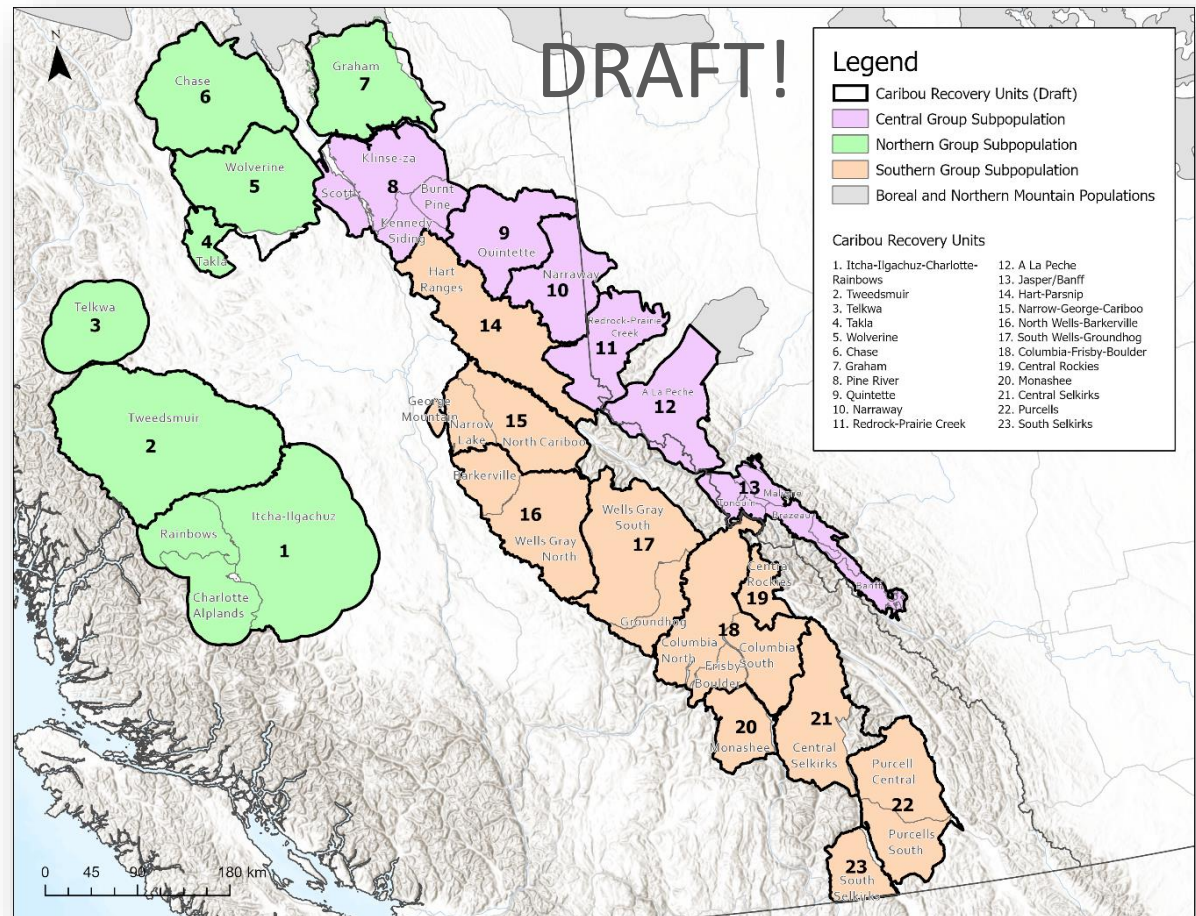 N
DRAFT!
Legend
Caribou Recovery Units (Draft)
Central Group Subpopulation
Northern Group Subpopulation
Southern Group Subpopulation
Boreal and Northern Mountain Populations
Caribou Recovery Units
1. Itcha-Ilgachuz-Charlotte-
Rainbows
2. Tweedsmuir
3. Telkwa
4. Takla
5. Wolverine
6. Chase
7. Graham
8. Pine River
9. Quintette
10. Narraway
11. Redrock-Prairie Creek
12. A La Peche
13. Jasper/Banff
14. Hart-Parsnip
15. Narrow-George-Cariboo
16. North Wells-Barkerville
17. South Wells-Groundhog
18. Columbia-Frisby-Boulder
19. Central Rockies
20. Monashee
21. Central Selkirks
22. Purcells
23. South Selkirks
Chase
6
Graham
7
Wolverine
5
4
Takla
Klinse-za
8
Scott
Burnt
Pine
Kennedy
Siding
9
Quintette
Narraway
10
Redrock-Prairie
Creek
11
A La Peche
12
13
Maligne
Tonquin
Brazeau
Banff
Telkwa
3
Tweedsmuir
2
Itcha-Ilgachuz
Rainbows
1
Charlotte
Alplands
Hart
Ranges
14
George
Mountain
15
Narrow
Lake
North Cariboo
Barkerville
16
Wells Gray
North
Wells Gray
South
17
Groundhog
Central
Rockies
19
18
Columbia
North
Columbia
South
Frisby
Boulder
20
Monashee
21
Central
Selkirks
Purcell
Central
22
Purcells
South
23
South
Selkirks
0 45 90 180 km